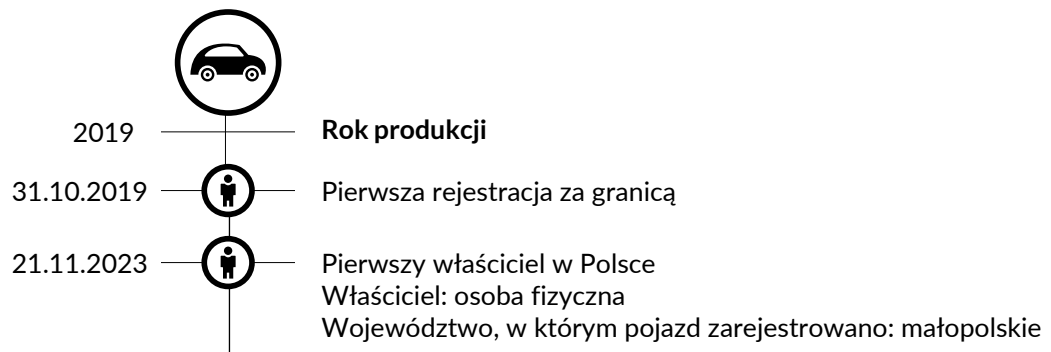 2019 Rok produkcji
31.10.2019 Pierwsza rejestracja za granicą
21.11.2023 Pierwszy właściciel w Polsce
Właściciel: osoba fizyczna
Województwo, w którym pojazd zarejestrowano: małopolskie